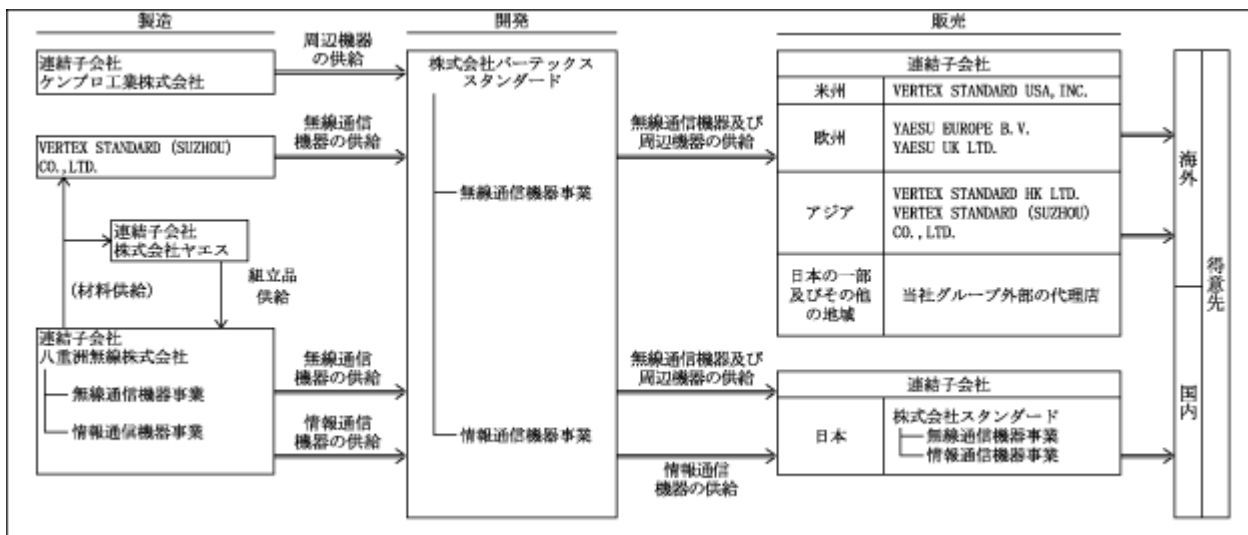 製造
開発
販売
連結子会社
ケンプロ工業株式会社
周辺機器
の供給
VERTEX STANDARD (SUZHOU)
CO.,LTD.
無線通信
機器の供給
連結子会社
株式会社ヤエス
(材料供給)
組立品
供給
連結子会社
八重洲無線株式会社
無線通信機器事業
情報通信機器事業
無線通信
機器の供給
情報通信
機器の供給
株式会社バーテックス
スタンダード
無線通信機器事業
情報通信機器事業
無線通信機器及び
周辺機器の供給
無線通信機器及び
周辺機器の供給
情報通信
機器の供給
連結子会社
米州
VERTEX STANDARD USA,INC.
欧州
YAESU EUROPE B.V.
YAESU UK LTD.
アジア
VERTEX STANDARD HK LTD.
VERTEX STANDARD (SUZHOU)
CO.,LTD.
日本の一部
及びその他
の地域
当社グループ外部の代理店
連結子会社
日本
株式会社スタンダード
無線通信機器事業
情報通信機器事業
海外
国内
得意先